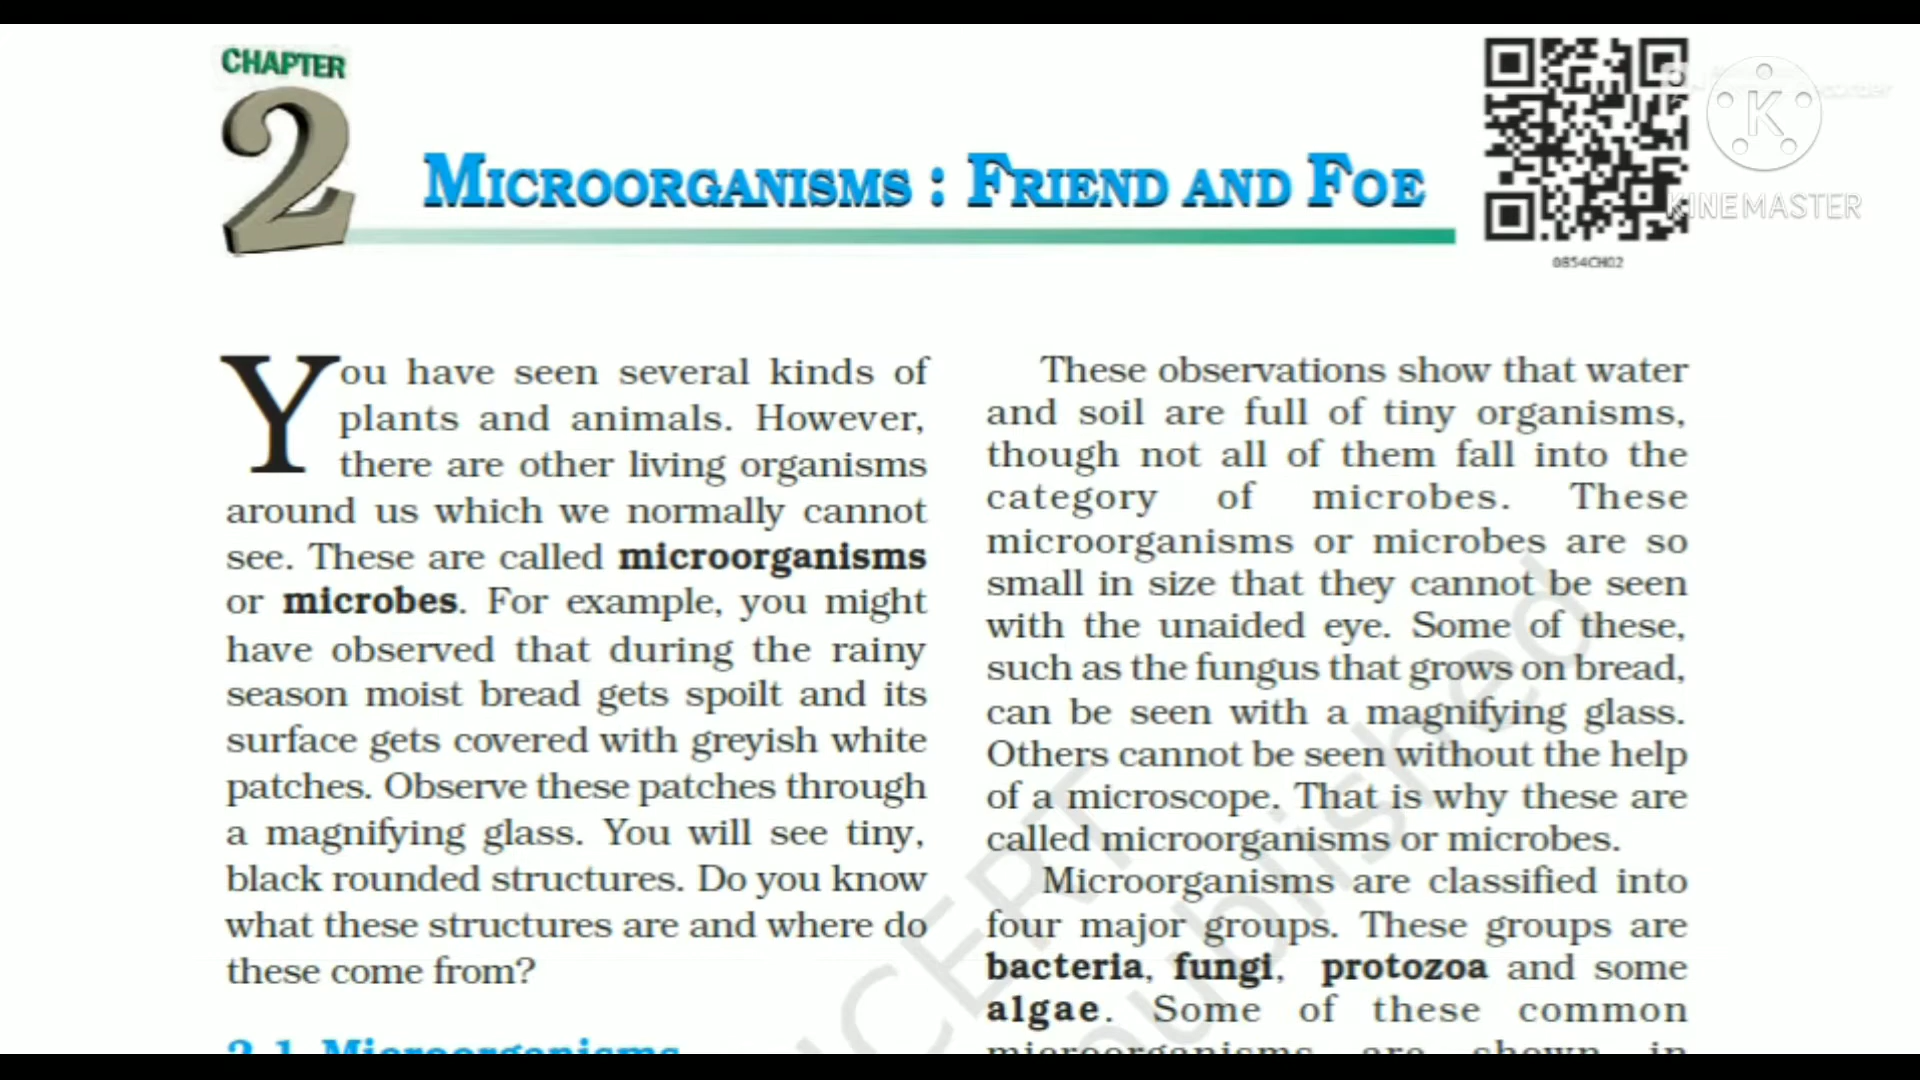 CHAPTER
2
MICROORGANISMS : FRIEND AND FOE
KINEMASTER
0854CH02
You have seen several kinds of
plants and animals. However,
there are other living organisms
around us which we normally cannot
see. These are called microorganisms
or microbes. For example, you might
have observed that during the rainy
season moist bread gets spoilt and its
surface gets covered with greyish white
patches. Observe these patches through
a magnifying glass. You will see tiny,
black rounded structures. Do you know
what these structures are and where do
these come from?
2.1 Microorganisms
These observations show that water
and soil are full of tiny organisms,
though not all of them fall into the
category of microbes. These
microorganisms or microbes are so
small in size that they cannot be seen
with the unaided eye. Some of these,
such as the fungus that grows on bread,
can be seen with a magnifying glass.
Others cannot be seen without the help
of a microscope. That is why these are
called microorganisms or microbes.
Microorganisms are classified into
four major groups. These groups are
bacteria, fungi, protozoa and some
algae. Some of these common
microorganisms are shown in